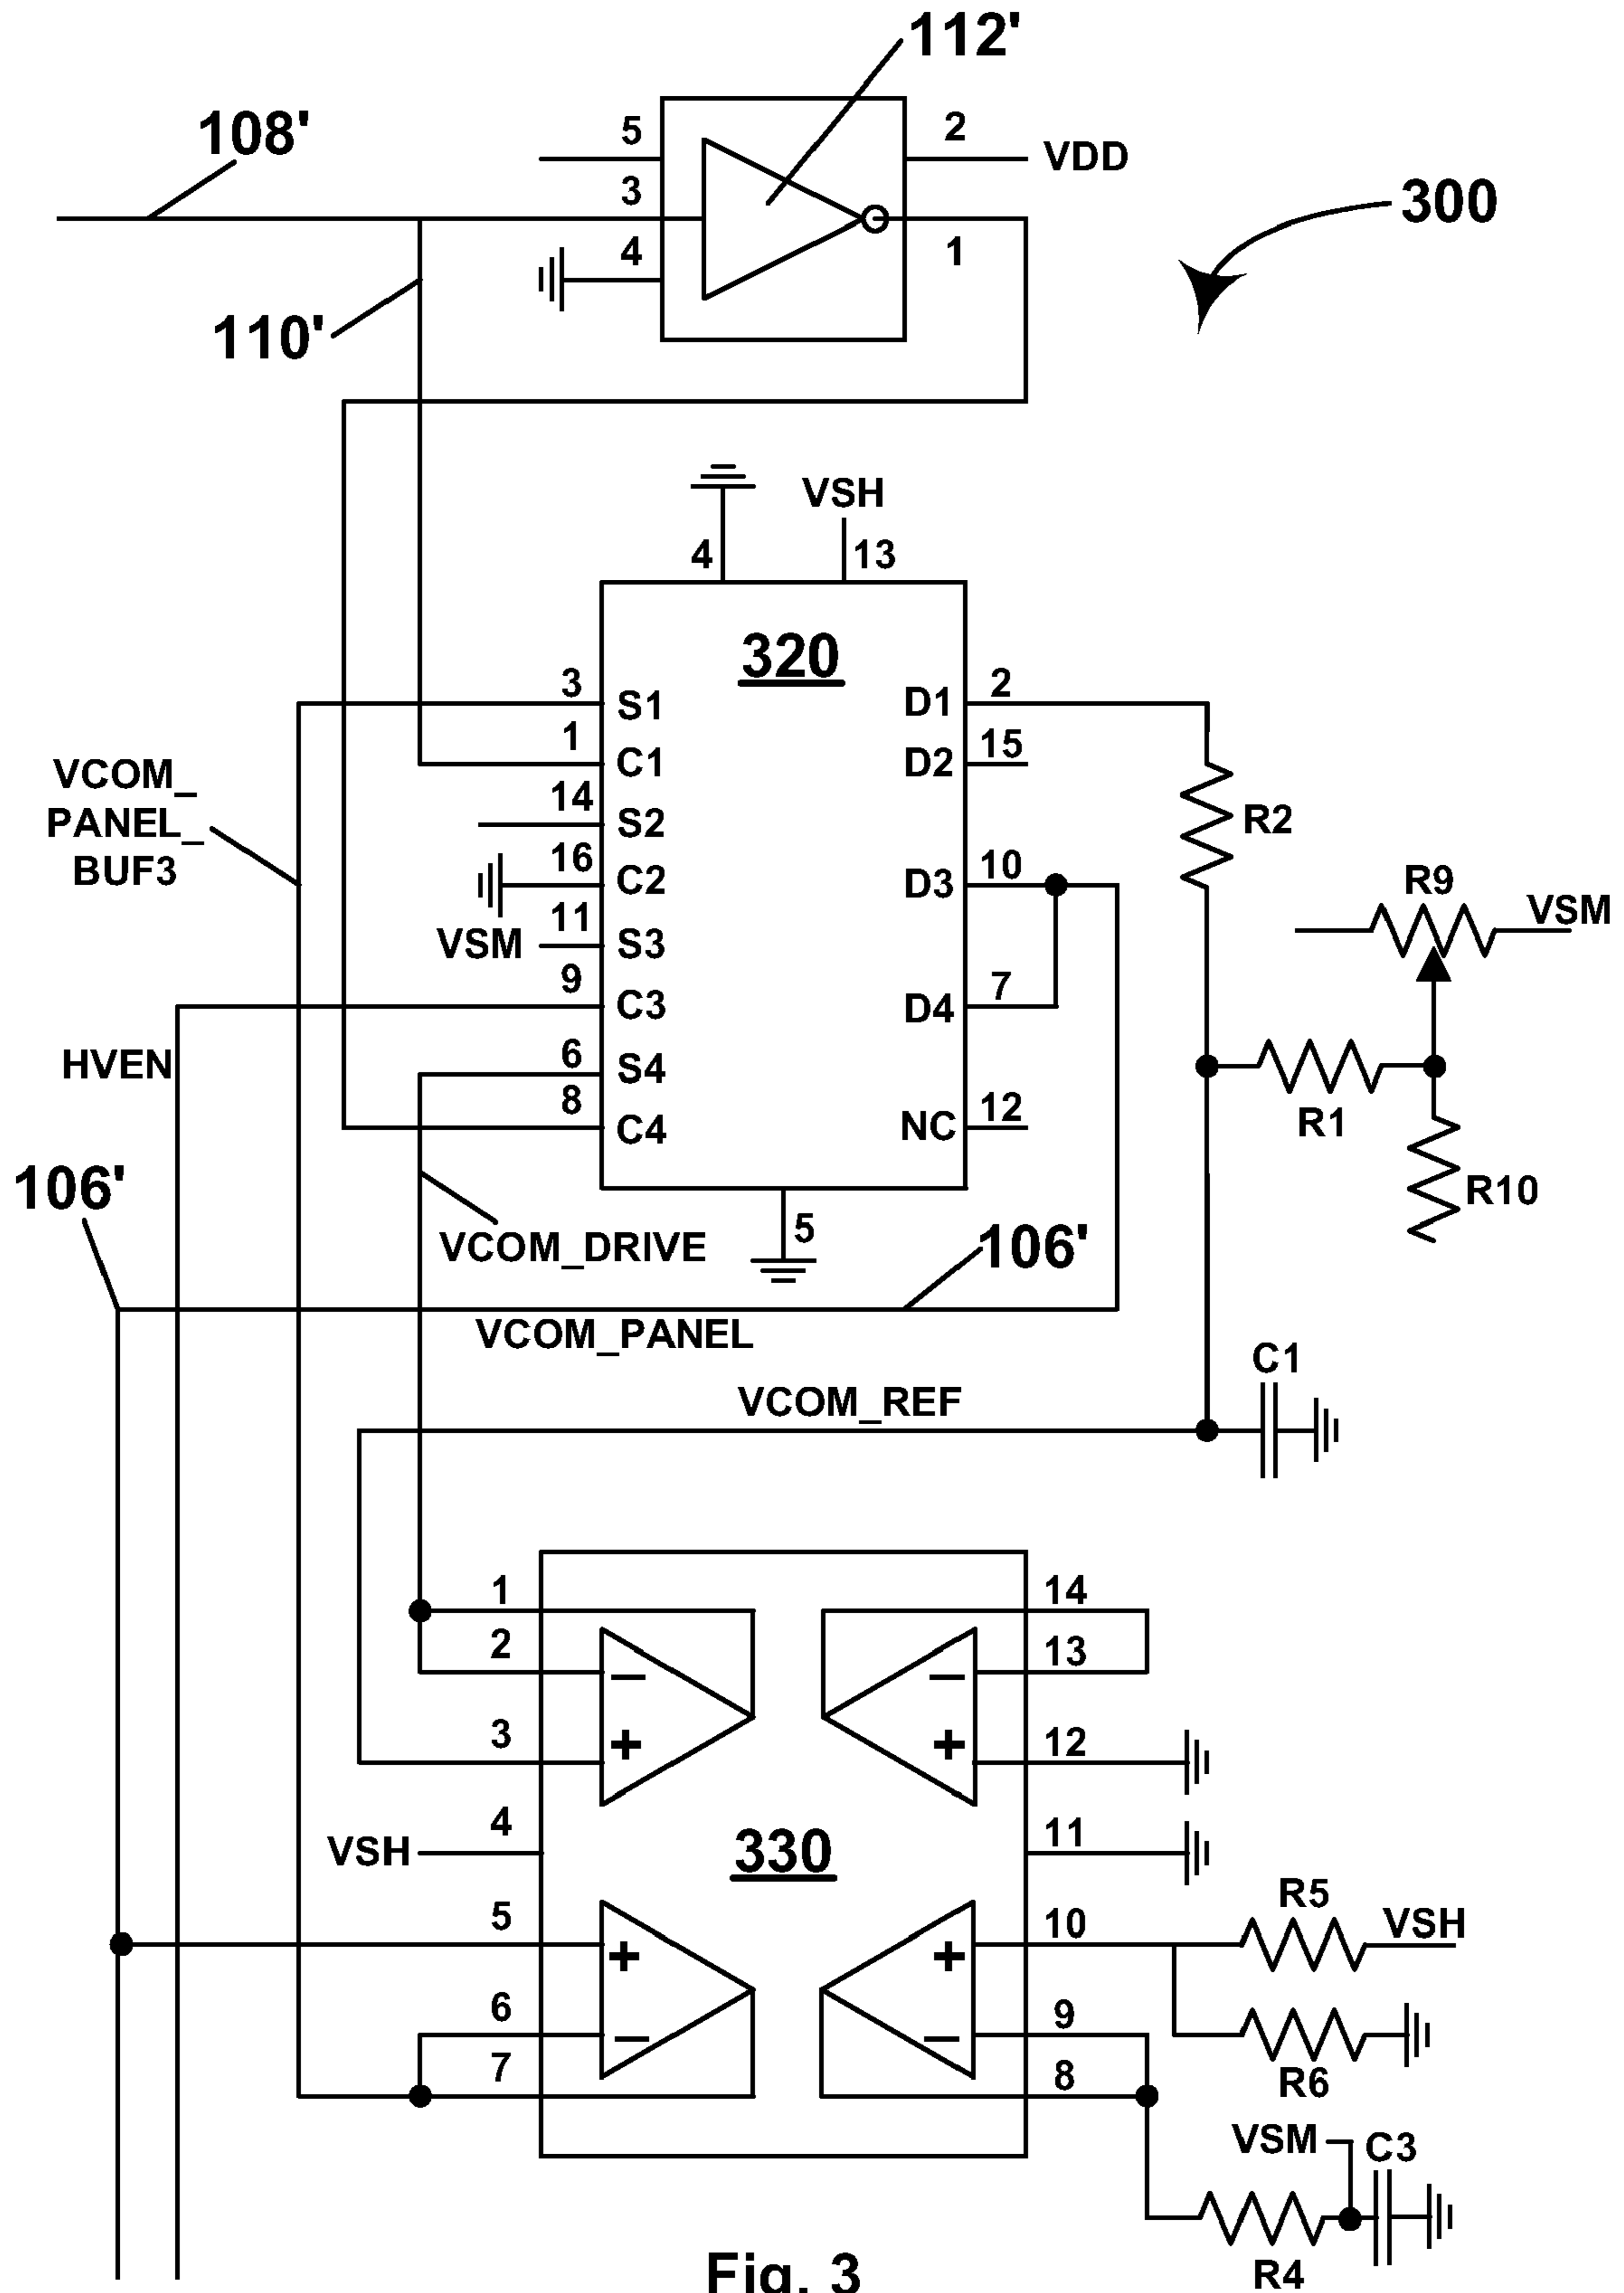 112'
108'
5
2
VDD
3
300
4
1
110'
VSH
4
13
320
3
S1
D1
2
1
C1
D2
15
VCOM_
PANEL_
BUF3
14
S2
R2
16
C2
D3
10
R9
VSM
11
VSM
S3
9
C3
D4
7
HVEN
6
S4
R1
8
C4
NC
12
R10
106'
5
VCOM_DRIVE
106'
VCOM_PANEL
C1
VCOM_REF
1
14
2
−
−
13
3
+
+
12
4
11
VSH
330
R5
5
10
VSH
+
+
6
9
−
−
R6
7
8
VSM
C3
R4
Fig. 3